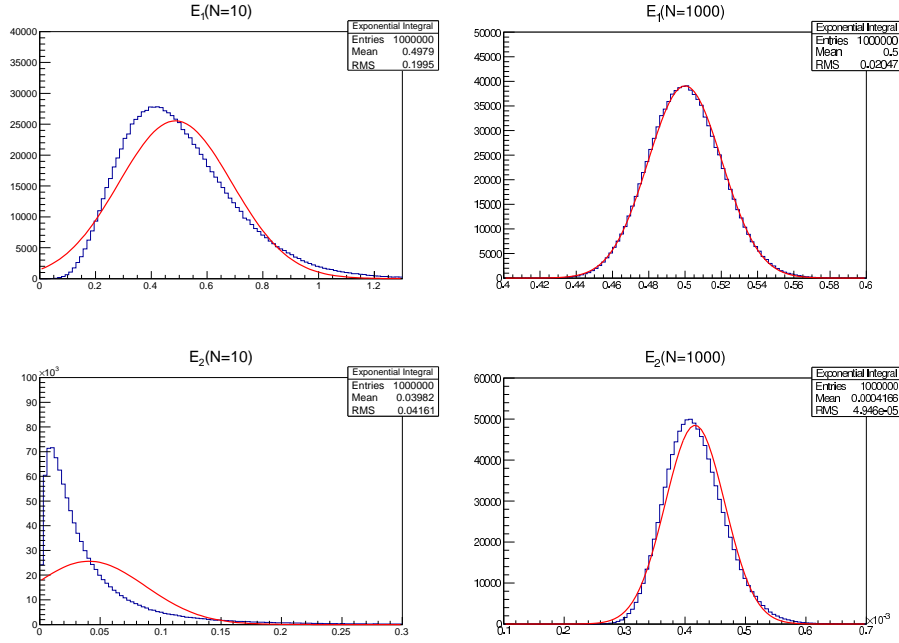 E₁(N=10)
Exponential Integral
Entries 1000000
Mean 0.4979
RMS 0.1995
40000
35000
30000
25000
20000
15000
10000
5000
0
0 0.2 0.4 0.6 0.8 1 1.2
E₁(N=1000)
Exponential Integral
Entries 1000000
Mean 0.5
RMS 0.02047
50000
45000
40000
35000
30000
25000
20000
15000
10000
5000
0
0.4 0.42 0.44 0.46 0.48 0.5 0.52 0.54 0.56 0.58 0.6
E₂(N=10)
×10³
Exponential Integral
Entries 1000000
Mean 0.03982
RMS 0.04161
100
90
80
70
60
50
40
30
20
10
0
0 0.05 0.1 0.15 0.2 0.25 0.3
E₂(N=1000)
Exponential Integral
Entries 1000000
Mean 0.0004166
RMS 4.946e-05
60000
50000
40000
30000
20000
10000
0
0.1 0.2 0.3 0.4 0.5 0.6 0.7
×10⁻³